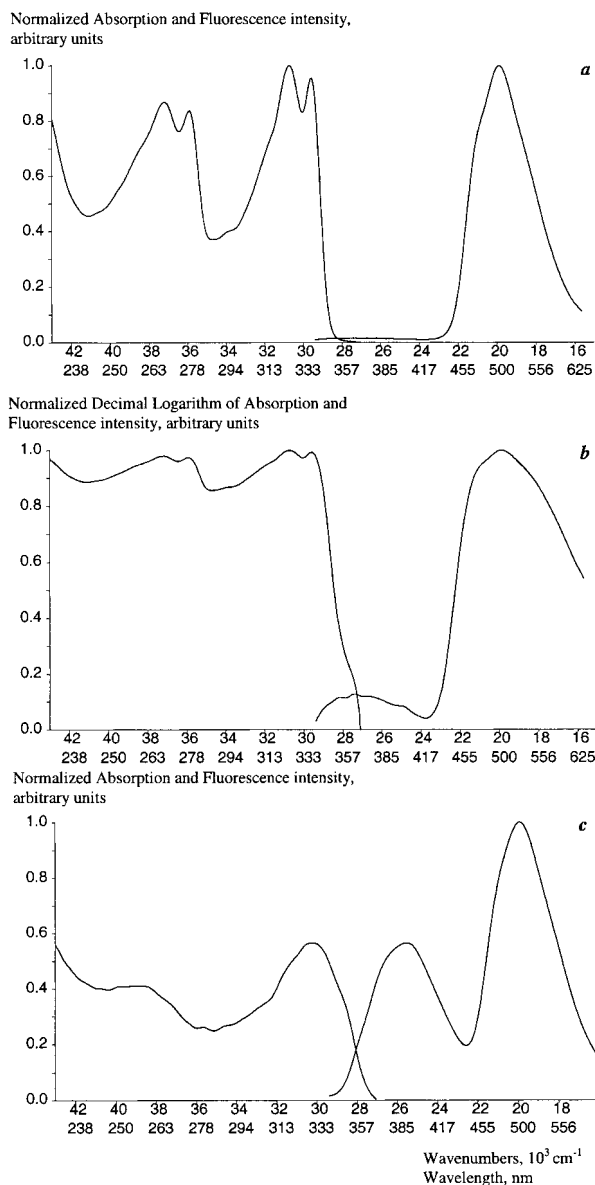 Normalized Absorption and Fluorescence intensity,
arbitrary units
a
1.0
0.8
0.6
0.4
0.2
0.0
42 40 38 36 34 32 30 28 26 24 22 20 18 16
238 250 263 278 294 313 333 357 385 417 455 500 556 625
Normalized Decimal Logarithm of Absorption and
Fluorescence intensity, arbitrary units
b
1.0
0.8
0.6
0.4
0.2
0.0
42 40 38 36 34 32 30 28 26 24 22 20 18 16
238 250 263 278 294 313 333 357 385 417 455 500 556 625
Normalized Absorption and Fluorescence intensity,
arbitrary units
c
1.0
0.8
0.6
0.4
0.2
0.0
42 40 38 36 34 32 30 28 26 24 22 20 18
238 250 263 278 294 313 333 357 385 417 455 500 556
Wavenumbers, 10³ cm⁻¹
Wavelength, nm